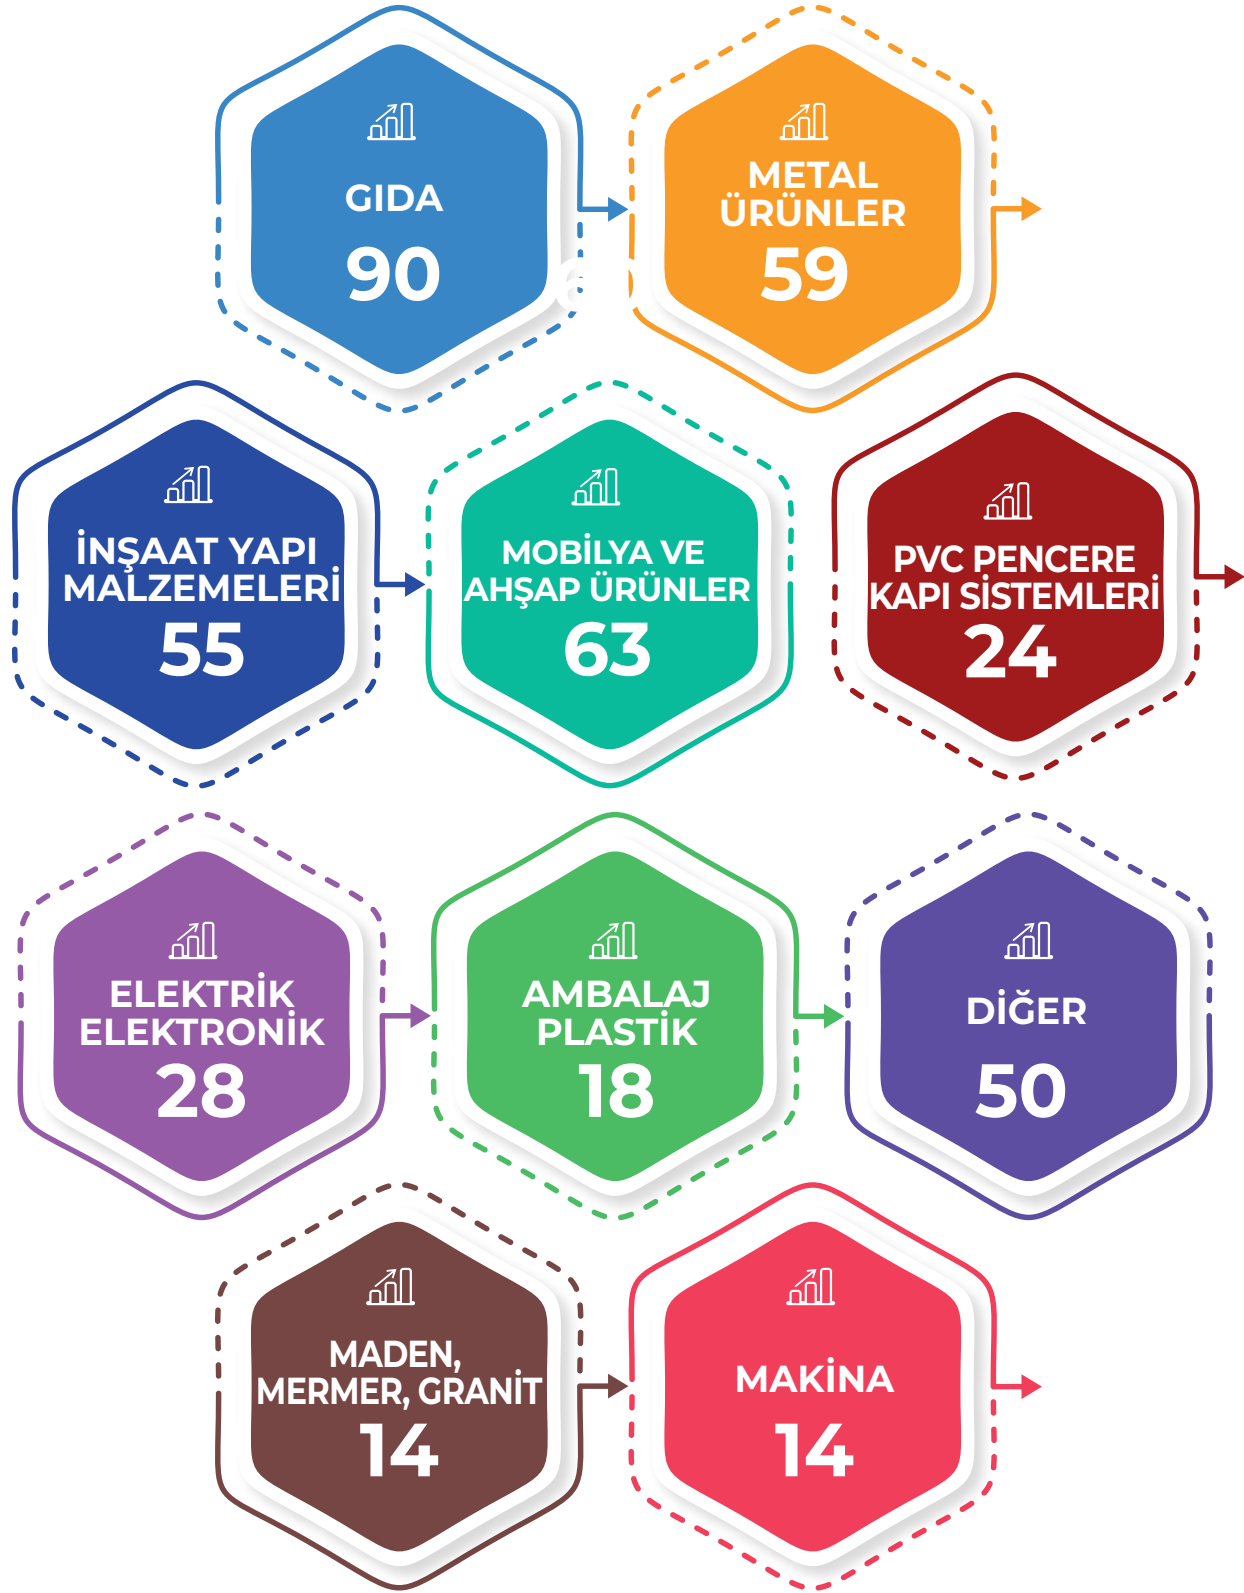 GIDA
90
METAL
ÜRÜNLER
59
İNŞAAT YAPI
MALZEMELERİ
55
MOBİLYA VE
AHŞAP ÜRÜNLER
63
PVC PENCERE
KAPI SİSTEMLERİ
24
ELEKTRİK
ELEKTRONİK
28
AMBALAJ
PLASTİK
18
DİĞER
50
MADEN,
MERMER, GRANİT
14
MAKİNA
14